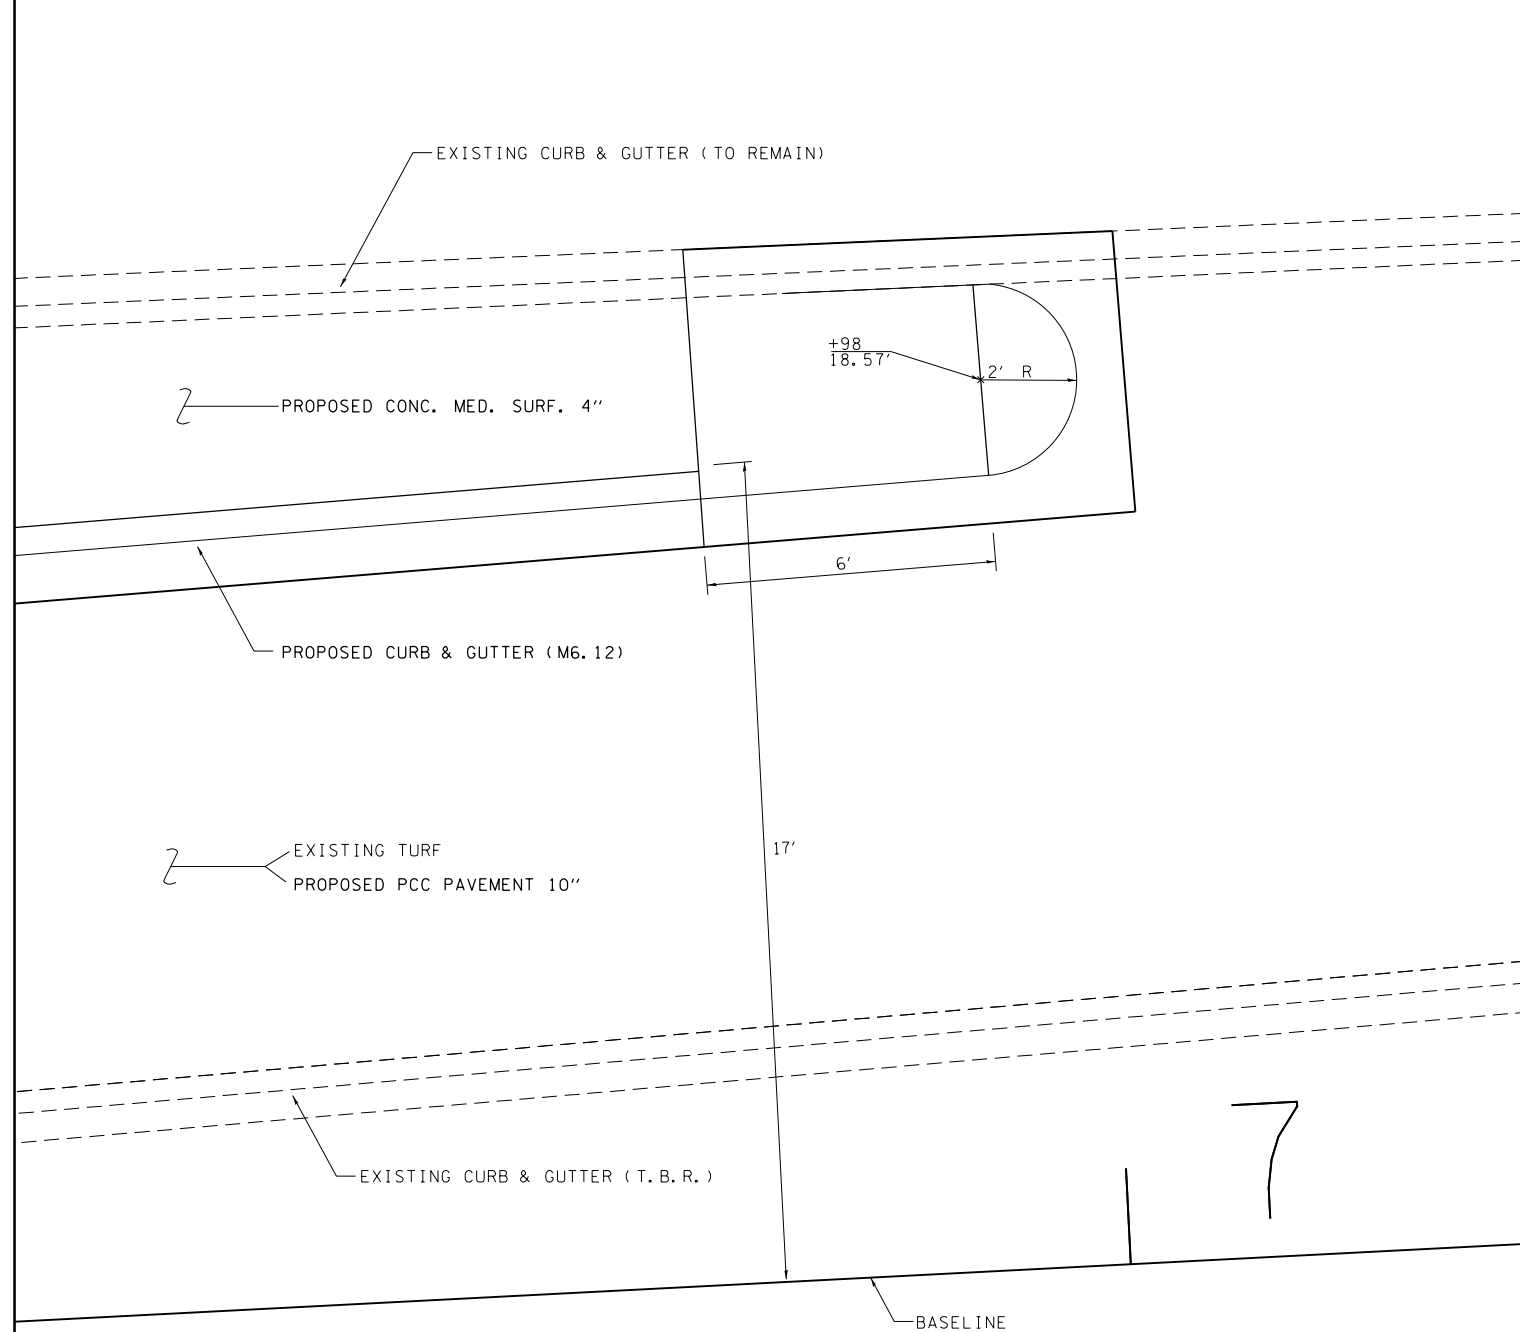 EXISTING CURB & GUTTER (TO REMAIN)
+98
18.57'
2' R
PROPOSED CONC. MED. SURF. 4"
6'
PROPOSED CURB & GUTTER (M6.12)
17'
EXISTING TURF
PROPOSED PCC PAVEMENT 10"
7
EXISTING CURB & GUTTER (T.B.R.)
BASELINE